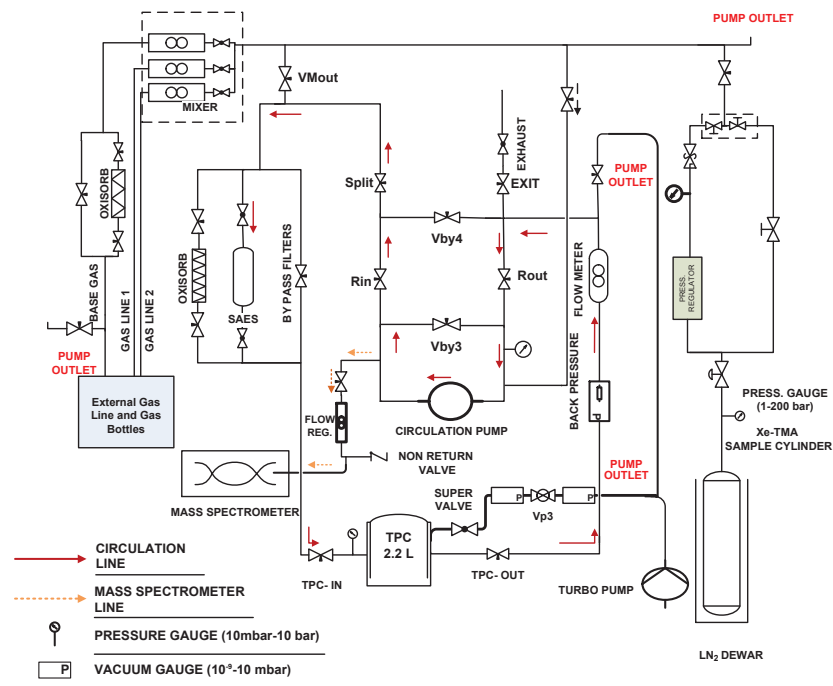 PUMP OUTLET
MIXER
VMout
EXHAUST
EXIT
PUMP
OUTLET
Split
Vby4
OXISORB
BASE GAS
GAS LINE 1
GAS LINE 2
OXISORB
SAES
BY PASS FILTERS
Rin
Rout
FLOW METER
PRESS.
REGULATOR
Vby3
PUMP
OUTLET
External Gas
Line and Gas
Bottles
BACK PRESSURE
P
PRESS. GAUGE
(1-200 bar)
Xe-TMA
SAMPLE CYLINDER
FLOW
REG.
CIRCULATION PUMP
NON RETURN
VALVE
MASS SPECTROMETER
PUMP
OUTLET
SUPER
VALVE
P
Vp3
P
TPC
2.2 L
TPC- IN
TPC- OUT
TURBO PUMP
LN2 DEWAR
CIRCULATION
LINE
MASS SPECTROMETER
LINE
PRESSURE GAUGE (10mbar-10 bar)
P
VACUUM GAUGE (10-9-10 mbar)